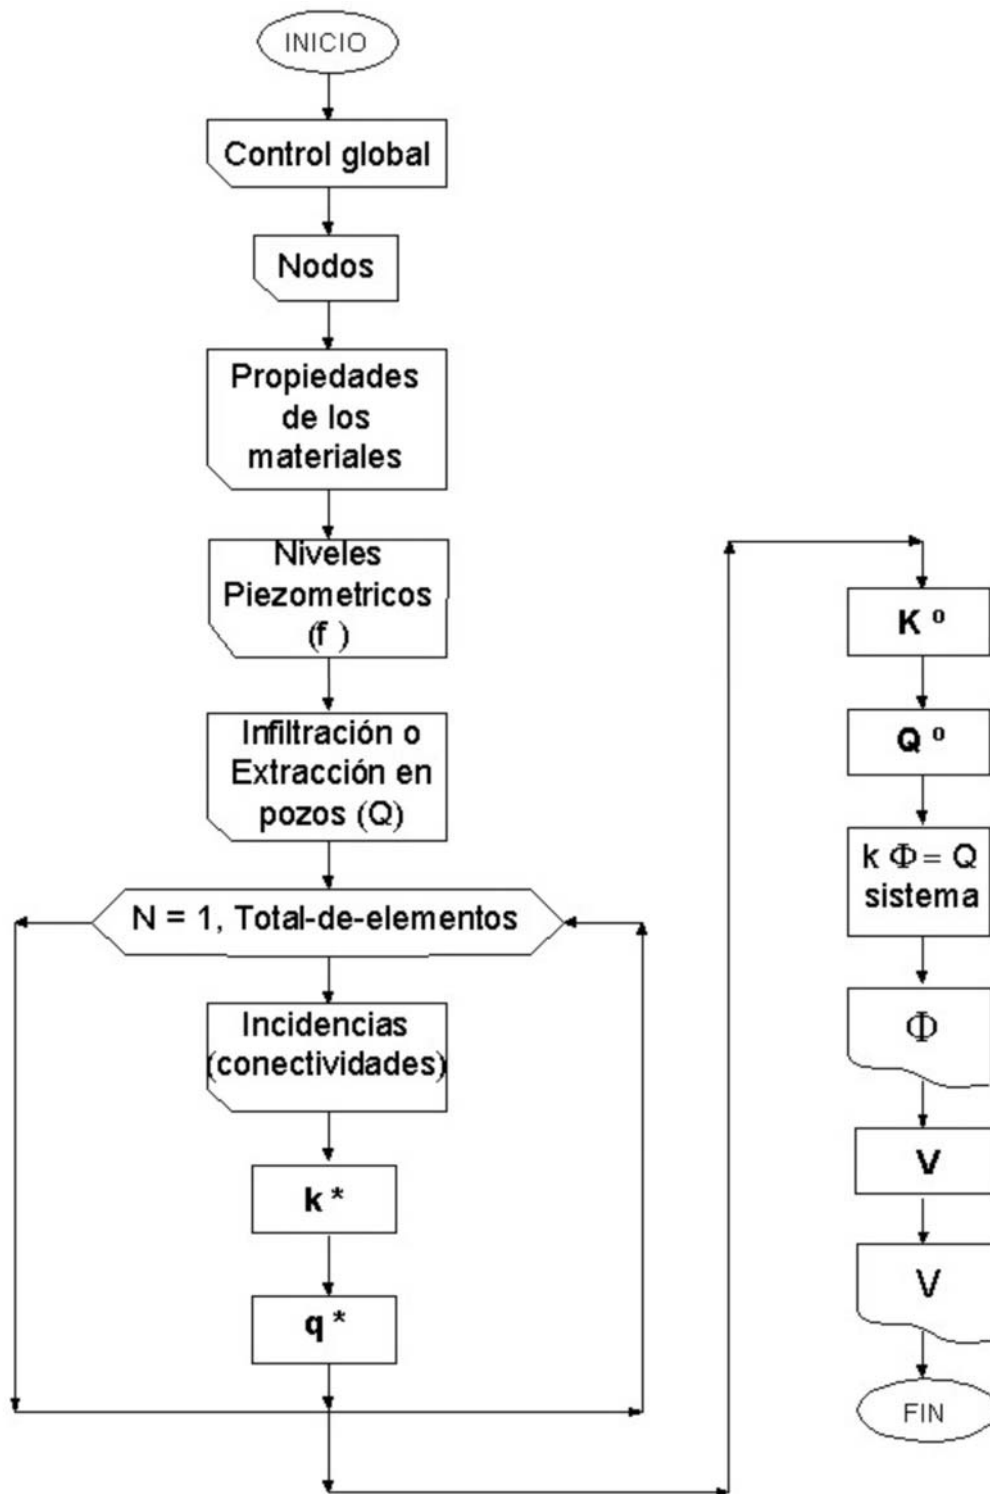 INICIO
Control global
Nodos
Propiedades
de los
materiales
Niveles
Piezometricos
(f )
Infiltración o
Extracción en
pozos (Q)
N = 1, Total-de-elementos
Incidencias
(conectividades)
k *
q *
K º
Q º
k Φ = Q
sistema
Φ
V
V
FIN